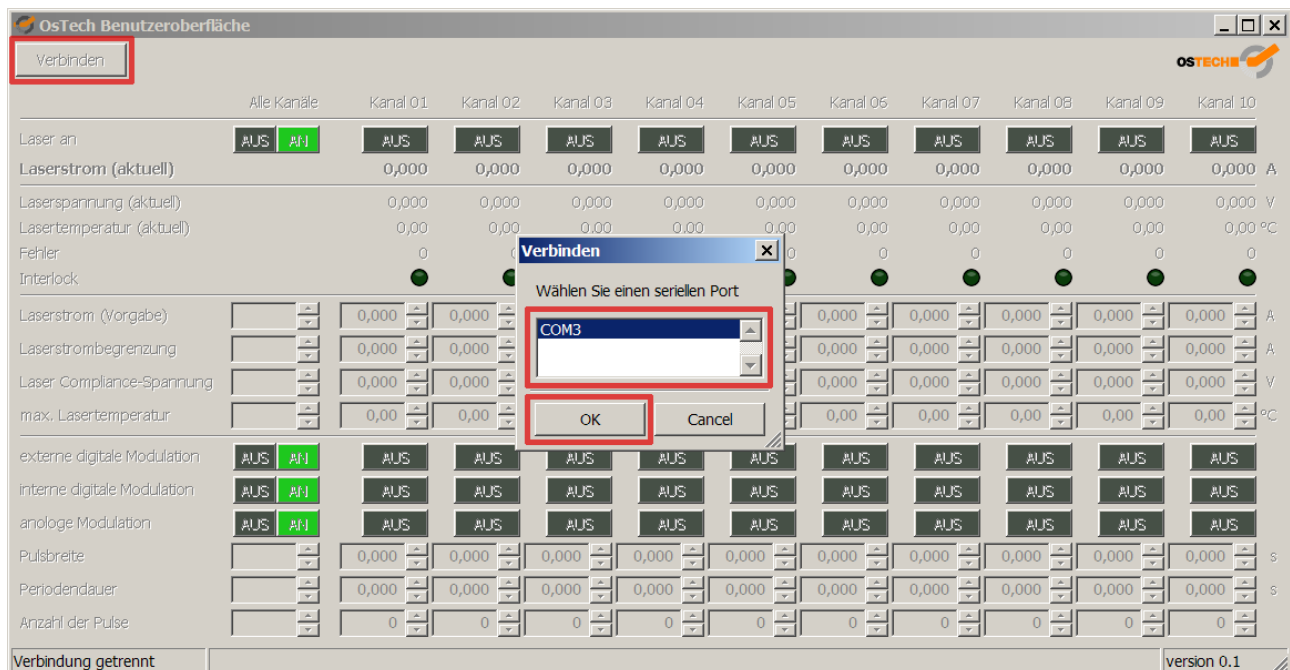 OsTech Benutzeroberfläche
Verbinden
OSTECH
Alle Kanäle Kanal 01 Kanal 02 Kanal 03 Kanal 04 Kanal 05 Kanal 06 Kanal 07 Kanal 08 Kanal 09 Kanal 10
Laser an AUS AN AUS AUS AUS AUS AUS AUS AUS AUS AUS AUS
Laserstrom (aktuell) 0,000 0,000 0,000 0,000 0,000 0,000 0,000 0,000 0,000 0,000 A
Laserspannung (aktuell) 0,000 0,000 0,000 0,000 0,000 0,000 0,000 0,000 0,000 0,000 V
Lasertemperatur (aktuell) 0,00 0,00 0,00 0,00 0,00 0,00 0,00 0,00 0,00 0,00 °C
Fehler 0 0 0 0 0 0 0
Interlock
Verbinden
Wählen Sie einen seriellen Port
COM3
OK Cancel
Laserstrom (Vorgabe) 0,000 0,000 0,000 0,000 0,000 0,000 0,000 A
Laserstrombegrenzung 0,000 0,000 0,000 0,000 0,000 0,000 0,000 A
Laser Compliance-Spannung 0,000 0,000 0,000 0,000 0,000 0,000 0,000 V
max. Lasertemperatur 0,00 0,00 0,00 0,00 0,00 0,00 0,00 °C
externe digitale Modulation AUS AN AUS AUS AUS AUS AUS AUS AUS AUS AUS AUS
interne digitale Modulation AUS AN AUS AUS AUS AUS AUS AUS AUS AUS AUS AUS
anologe Modulation AUS AN AUS AUS AUS AUS AUS AUS AUS AUS AUS AUS
Pulsbreite 0,000 0,000 0,000 0,000 0,000 0,000 0,000 0,000 0,000 0,000 s
Periodendauer 0,000 0,000 0,000 0,000 0,000 0,000 0,000 0,000 0,000 0,000 s
Anzahl der Pulse 0 0 0 0 0 0 0 0 0 0
Verbindung getrennt version 0.1